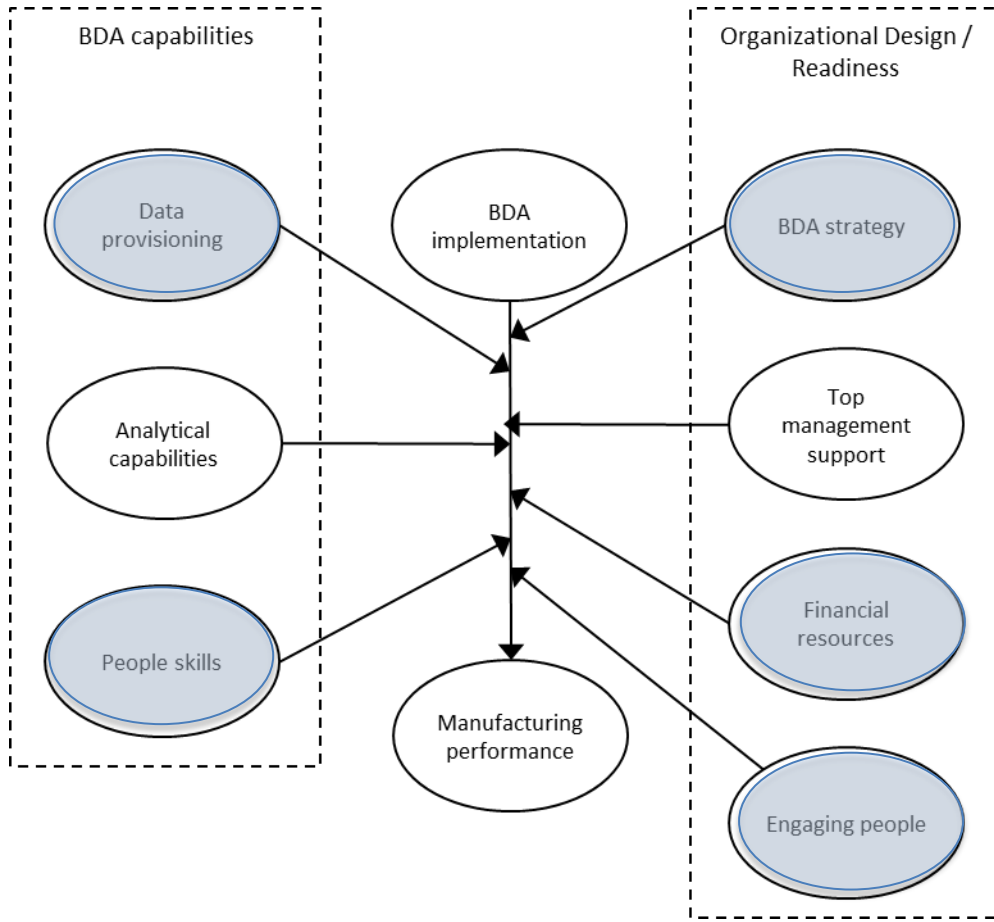 BDA capabilities
Organizational Design /
Readiness
Data
provisioning
BDA
implementation
BDA strategy
Analytical
capabilities
Top
management
support
People skills
Financial
resources
Manufacturing
performance
Engaging people